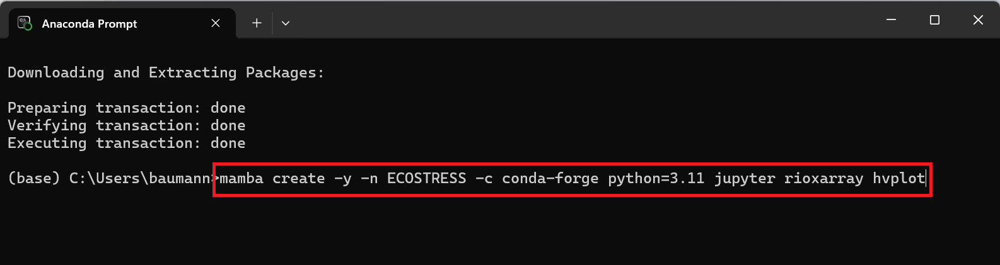 Anaconda Prompt
Downloading and Extracting Packages:
Preparing transaction: done
Verifying transaction: done
Executing transaction: done
(base) C:\Users\baumann>mamba create -y -n ECOSTRESS -c conda-forge python=3.11 jupyter rioxarray hvplot